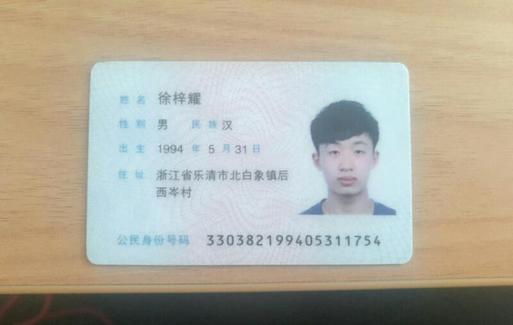 姓名 徐梓耀
性别 男 民族 汉
出生 1994 年 5 月 31 日
住址 浙江省乐清市北白象镇后
西岑村
公民身份号码 330382199405311754